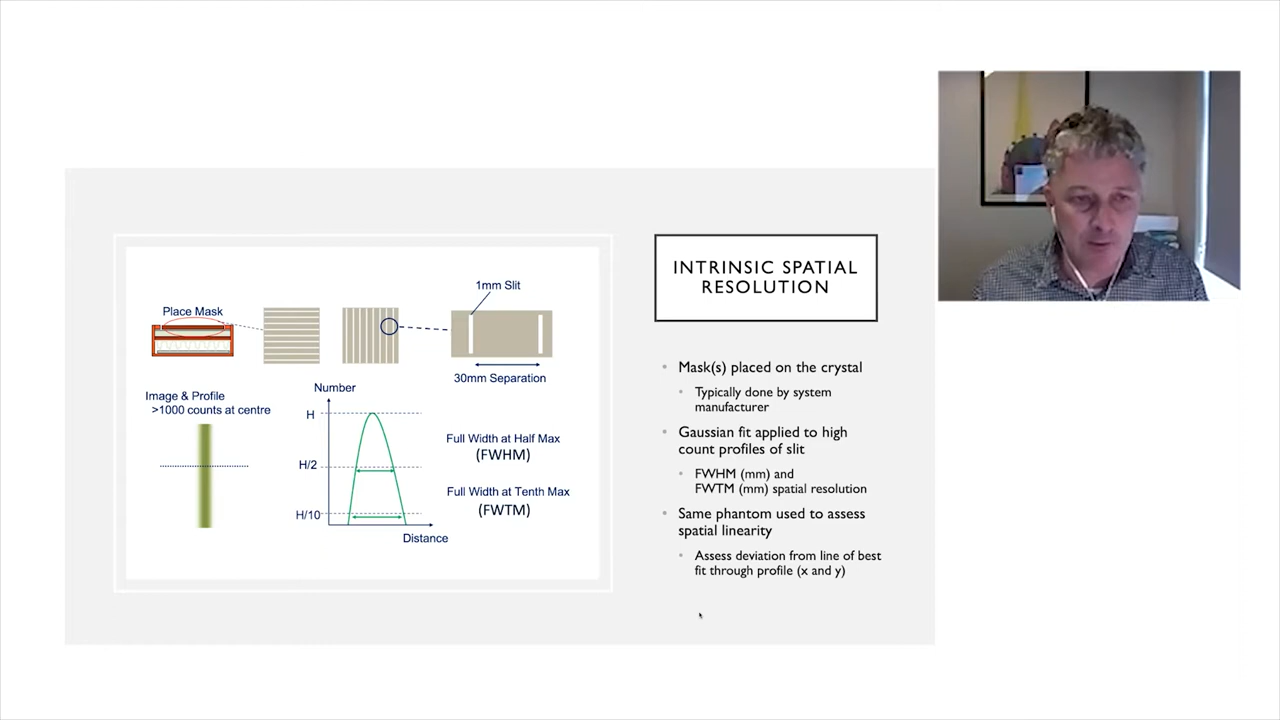 INTRINSIC SPATIAL
RESOLUTION
1mm Slit
Place Mask
30mm Separation
Image & Profile
>1000 counts at centre
Number
H
H/2
H/10
Distance
Full Width at Half Max
(FWHM)
Full Width at Tenth Max
(FWTM)
• Mask(s) placed on the crystal
• Typically done by system
manufacturer
• Gaussian fit applied to high
count profiles of slit
• FWHM (mm) and
FWTM (mm) spatial resolution
• Same phantom used to assess
spatial linearity
• Assess deviation from line of best
fit through profile (x and y)